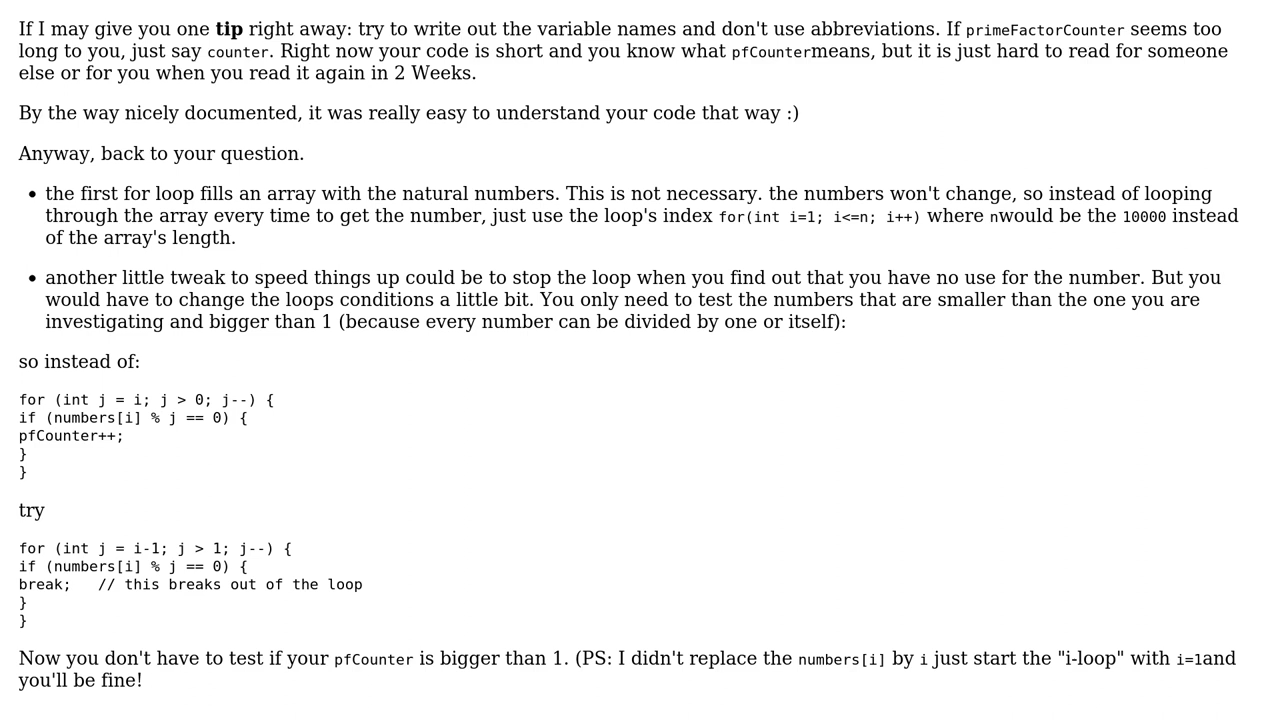 If I may give you one tip right away: try to write out the variable names and don't use abbreviations. If primeFactorCounter seems too
long to you, just say counter. Right now your code is short and you know what pfCountermeans, but it is just hard to read for someone
else or for you when you read it again in 2 Weeks.
By the way nicely documented, it was really easy to understand your code that way :)
Anyway, back to your question.
• the first for loop fills an array with the natural numbers. This is not necessary. the numbers won't change, so instead of looping
through the array every time to get the number, just use the loop's index for(int i=1; i<=n; i++) where nwould be the 10000 instead
of the array's length.
• another little tweak to speed things up could be to stop the loop when you find out that you have no use for the number. But you
would have to change the loops conditions a little bit. You only need to test the numbers that are smaller than the one you are
investigating and bigger than 1 (because every number can be divided by one or itself):
so instead of:
for (int j = i; j > 0; j--) {
if (numbers[i] % j == 0) {
pfCounter++;
}
}
try
for (int j = i-1; j > 1; j--) {
if (numbers[i] % j == 0) {
break;   // this breaks out of the loop
}
}
Now you don't have to test if your pfCounter is bigger than 1. (PS: I didn't replace the numbers[i] by i just start the "i-loop" with i=1and
you'll be fine!